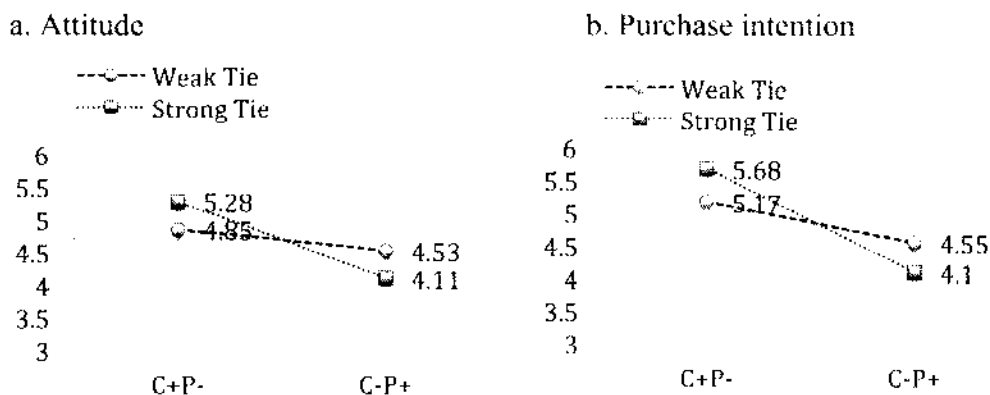 a. Attitude
Weak Tie
Strong Tie
6
5.5
5
4.5
4
3.5
3
5.28
4.85
4.53
4.11
C+P-
C-P+
b. Purchase intention
Weak Tie
Strong Tie
6
5.5
5
4.5
4
3.5
3
5.68
5.17
4.55
4.1
C+P-
C-P+